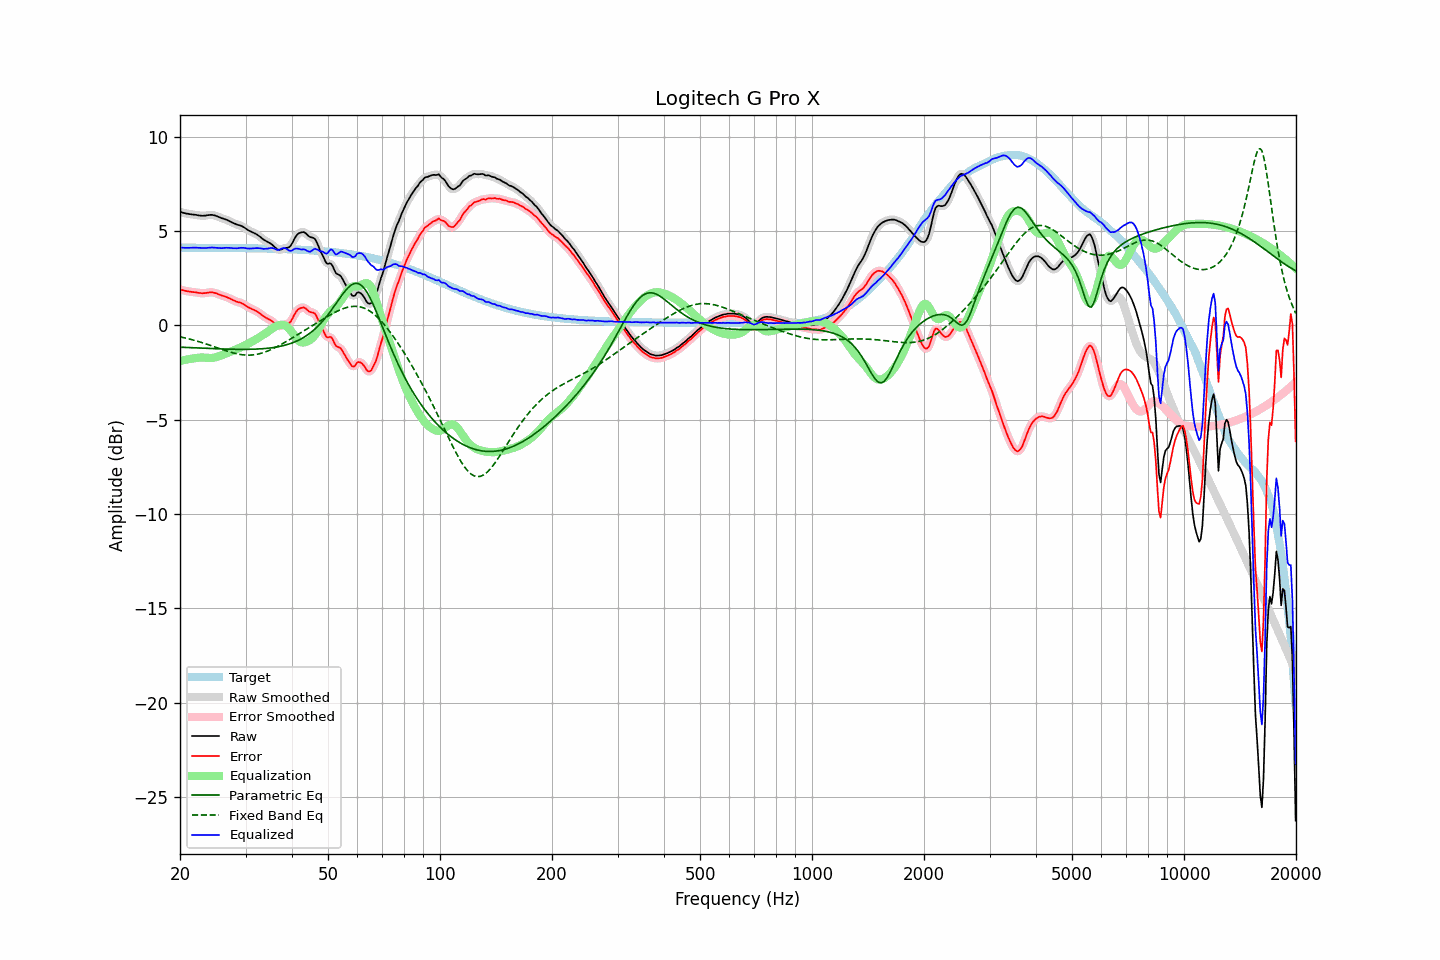 Logitech G Pro X
Amplitude (dBr)
10
5
0
−5
−10
−15
−20
−25
Target
Raw Smoothed
Error Smoothed
Raw
Error
Equalization
Parametric Eq
Fixed Band Eq
Equalized
20 50 100 200 500 1000 2000 5000 10000 20000
Frequency (Hz)